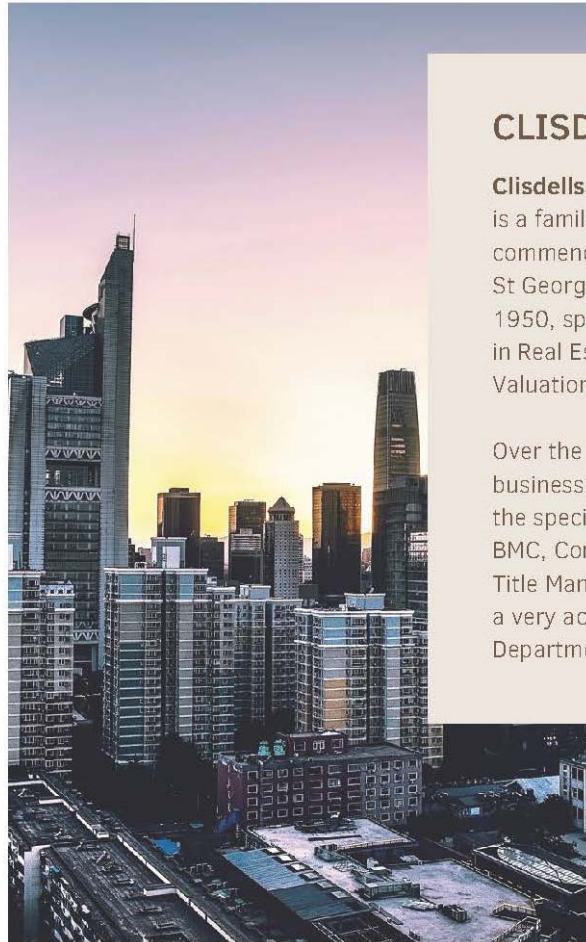 CLISD
Clisdells
is a famil
commenc
St Georg
1950, sp
in Real Es
Valuation
Over the
business
the speci
BMC, Cor
Title Man
a very ac
Departme